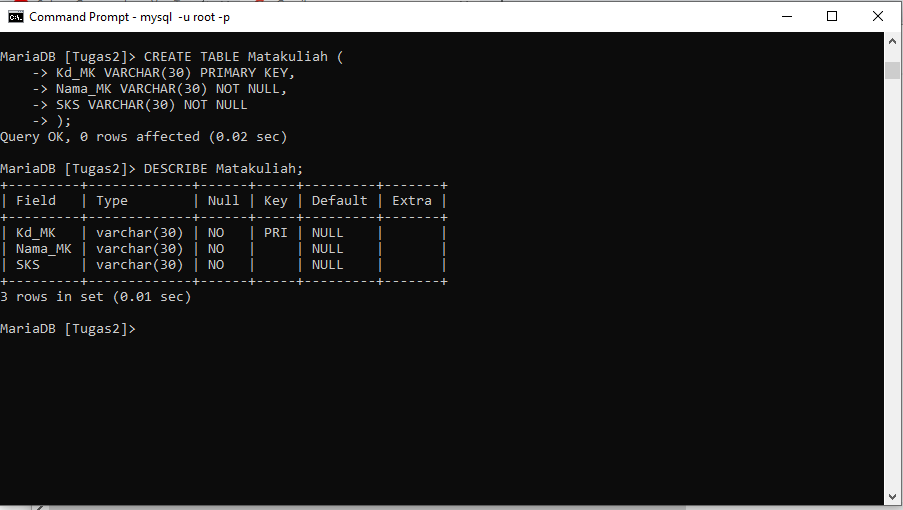 Command Prompt - mysql -u root -p
MariaDB [Tugas2]> CREATE TABLE Matakuliah (
    -> Kd_MK VARCHAR(30) PRIMARY KEY,
    -> Nama_MK VARCHAR(30) NOT NULL,
    -> SKS VARCHAR(30) NOT NULL
    -> );
Query OK, 0 rows affected (0.02 sec)
MariaDB [Tugas2]> DESCRIBE Matakuliah;
+---------+-------------+------+-----+---------+-------+
| Field   | Type        | Null | Key | Default | Extra |
+---------+-------------+------+-----+---------+-------+
| Kd_MK   | varchar(30) | NO   | PRI | NULL    |       |
| Nama_MK | varchar(30) | NO   |     | NULL    |       |
| SKS     | varchar(30) | NO   |     | NULL    |       |
+---------+-------------+------+-----+---------+-------+
3 rows in set (0.01 sec)
MariaDB [Tugas2]>